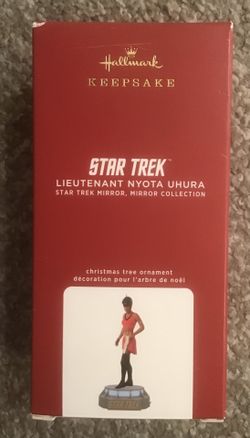 Hallmark
KEEPSAKE
STAR TREK™
LIEUTENANT NYOTA UHURA
STAR TREK MIRROR, MIRROR COLLECTION
christmas tree ornament
décoration pour l'arbre de noël